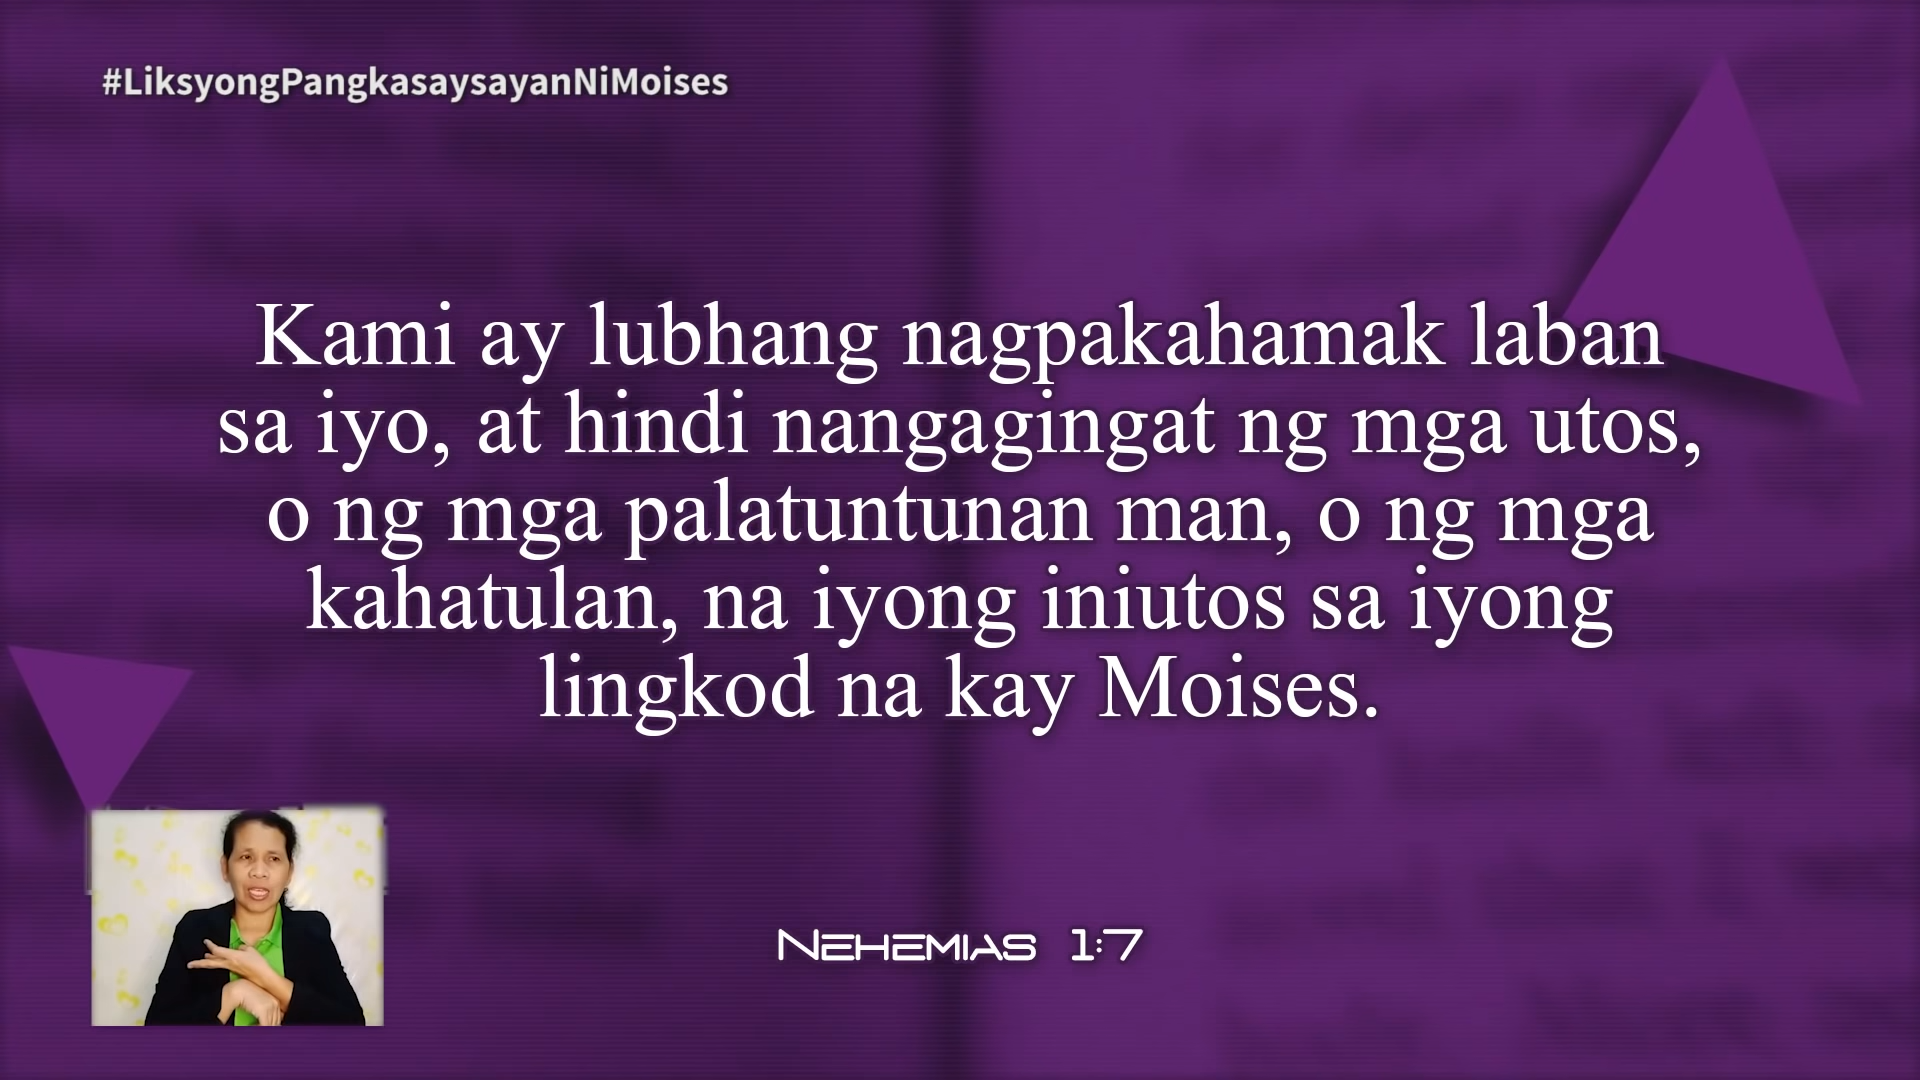 #LiksyongPangkasaysayanNiMoises
Kami ay lubhang nagpakahamak laban
sa iyo, at hindi nangagingat ng mga utos,
o ng mga palatuntunan man, o ng mga
kahatulan, na iyong iniutos sa iyong
lingkod na kay Moises.
Nehemias 1:7